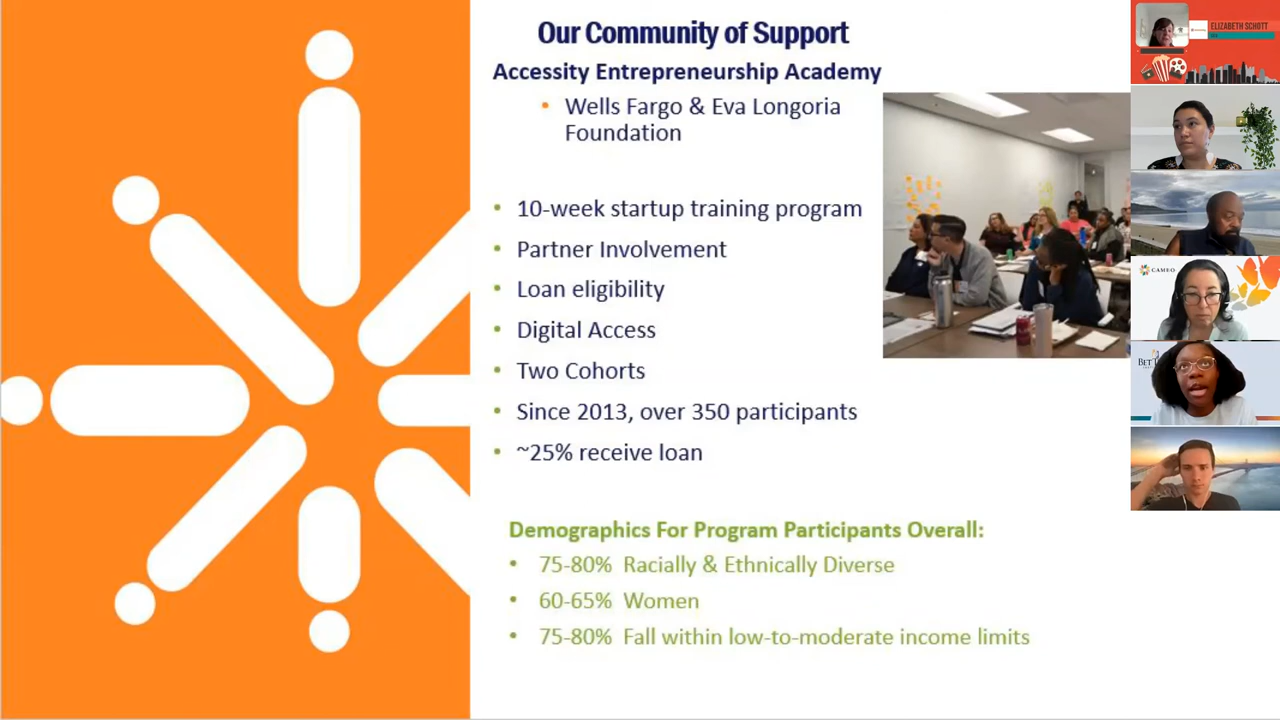 Our Community of Support
Accessity Entrepreneurship Academy
• Wells Fargo & Eva Longoria
Foundation
• 10-week startup training program
• Partner Involvement
• Loan eligibility
• Digital Access
• Two Cohorts
• Since 2013, over 350 participants
• ~25% receive loan
Demographics For Program Participants Overall:
• 75-80% Racially & Ethnically Diverse
• 60-65% Women
• 75-80% Fall within low-to-moderate income limits
ELIZABETH SCHOTT
CAMEO